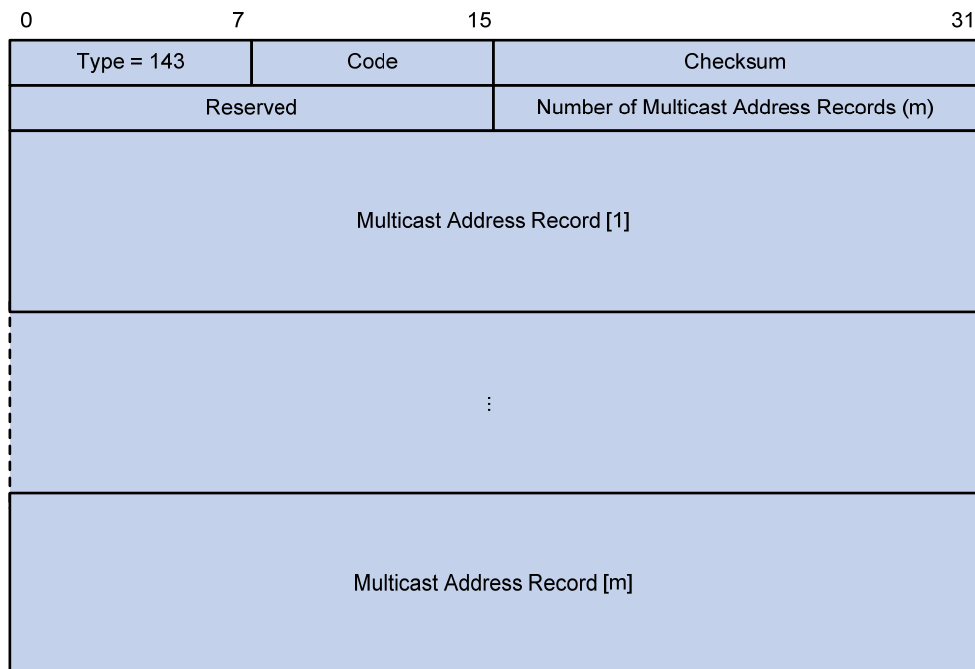 0 7 15 31
Type = 143 Code Checksum
Reserved Number of Multicast Address Records (m)
Multicast Address Record [1]
⋮
Multicast Address Record [m]